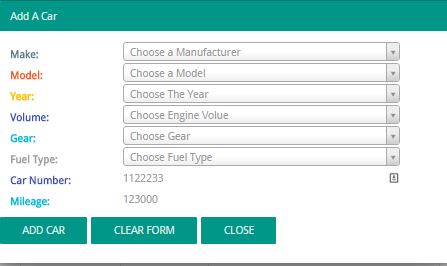 Add A Car
Make: Choose a Manufacturer
Model: Choose a Model
Year: Choose The Year
Volume: Choose Engine Volue
Gear: Choose Gear
Fuel Type: Choose Fuel Type
Car Number: 1122233
Mileage: 123000
ADD CAR CLEAR FORM CLOSE